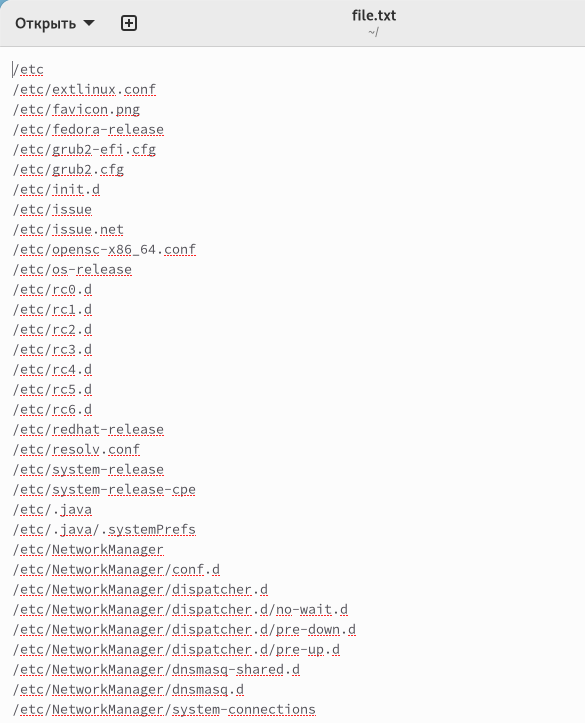 Открыть
file.txt
~/
/etc
/etc/extlinux.conf
/etc/favicon.png
/etc/fedora-release
/etc/grub2-efi.cfg
/etc/grub2.cfg
/etc/init.d
/etc/issue
/etc/issue.net
/etc/opensc-x86_64.conf
/etc/os-release
/etc/rc0.d
/etc/rc1.d
/etc/rc2.d
/etc/rc3.d
/etc/rc4.d
/etc/rc5.d
/etc/rc6.d
/etc/redhat-release
/etc/resolv.conf
/etc/system-release
/etc/system-release-cpe
/etc/.java
/etc/.java/.systemPrefs
/etc/NetworkManager
/etc/NetworkManager/conf.d
/etc/NetworkManager/dispatcher.d
/etc/NetworkManager/dispatcher.d/no-wait.d
/etc/NetworkManager/dispatcher.d/pre-down.d
/etc/NetworkManager/dispatcher.d/pre-up.d
/etc/NetworkManager/dnsmasq-shared.d
/etc/NetworkManager/dnsmasq.d
/etc/NetworkManager/system-connections